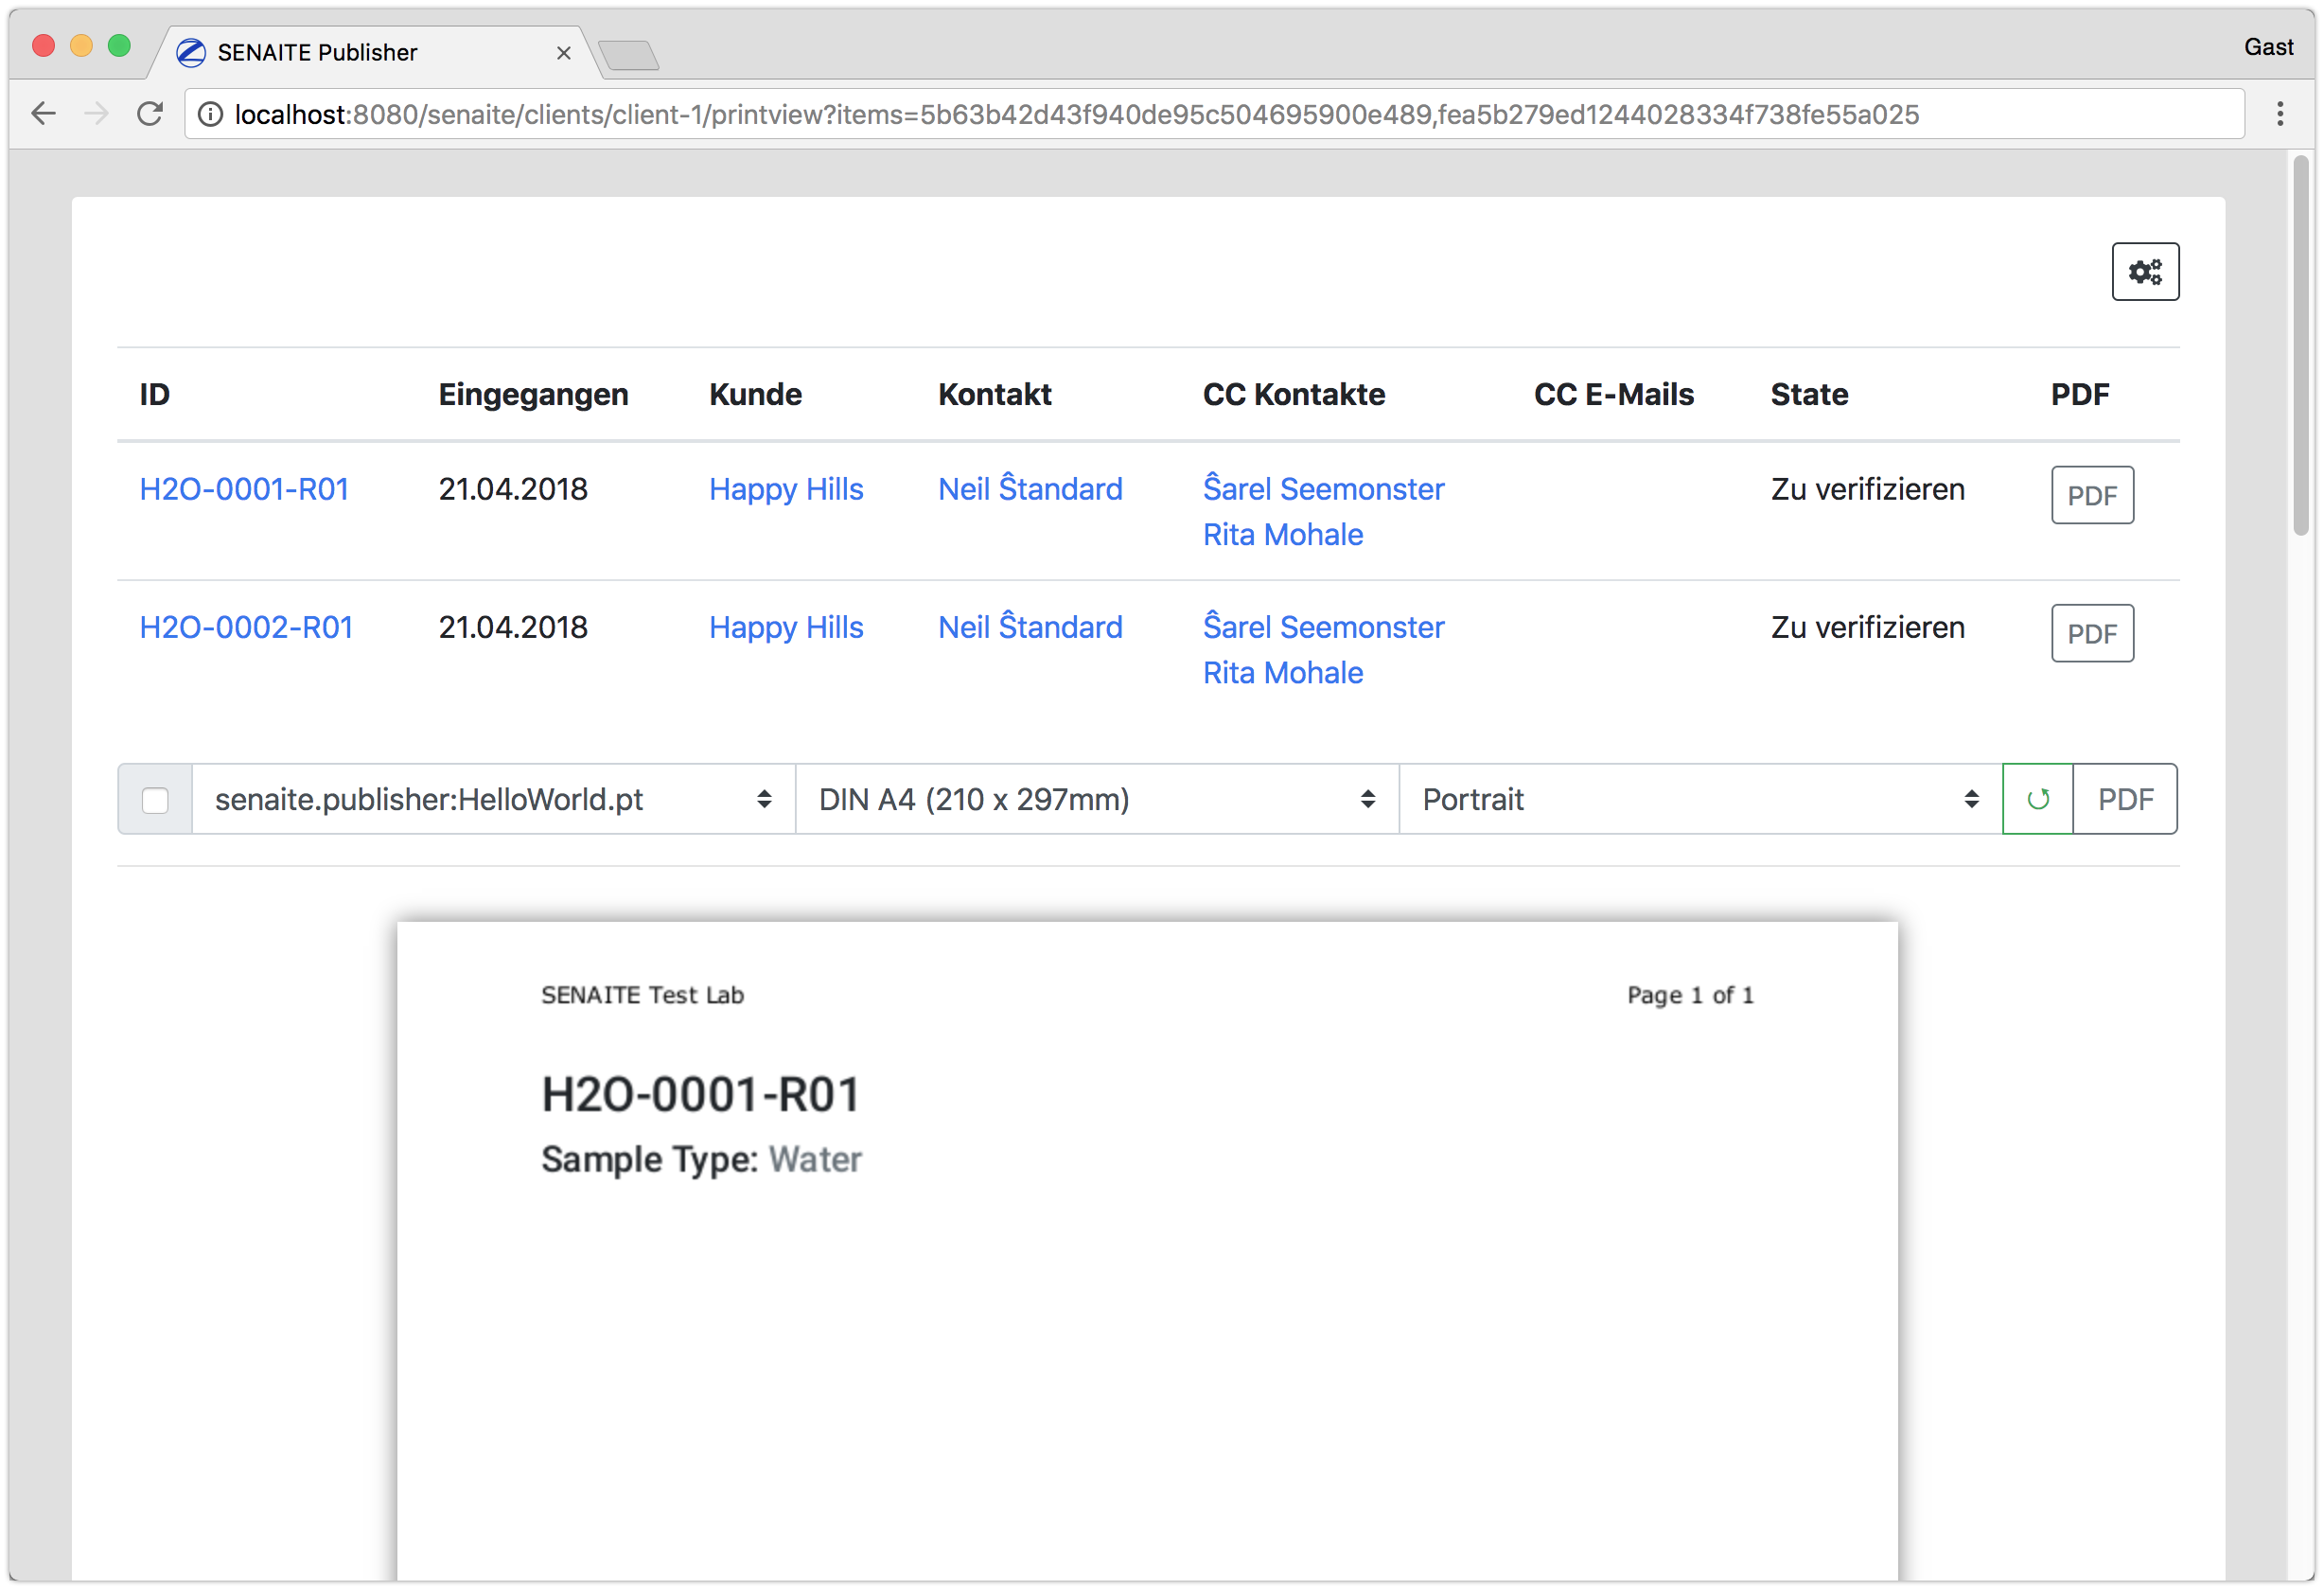 SENAITE Publisher
Gast
localhost:8080/senaite/clients/client-1/printview?items=5b63b42d43f940de95c504695900e489,fea5b279ed1244028334f738fe55a025
ID Eingegangen Kunde Kontakt CC Kontakte CC E-Mails State PDF
H2O-0001-R01 21.04.2018 Happy Hills Neil Ŝtandard Ŝarel Seemonster Zu verifizieren PDF
Rita Mohale
H2O-0002-R01 21.04.2018 Happy Hills Neil Ŝtandard Ŝarel Seemonster Zu verifizieren PDF
Rita Mohale
senaite.publisher:HelloWorld.pt DIN A4 (210 x 297mm) Portrait PDF
SENAITE Test Lab Page 1 of 1
H2O-0001-R01
Sample Type: Water